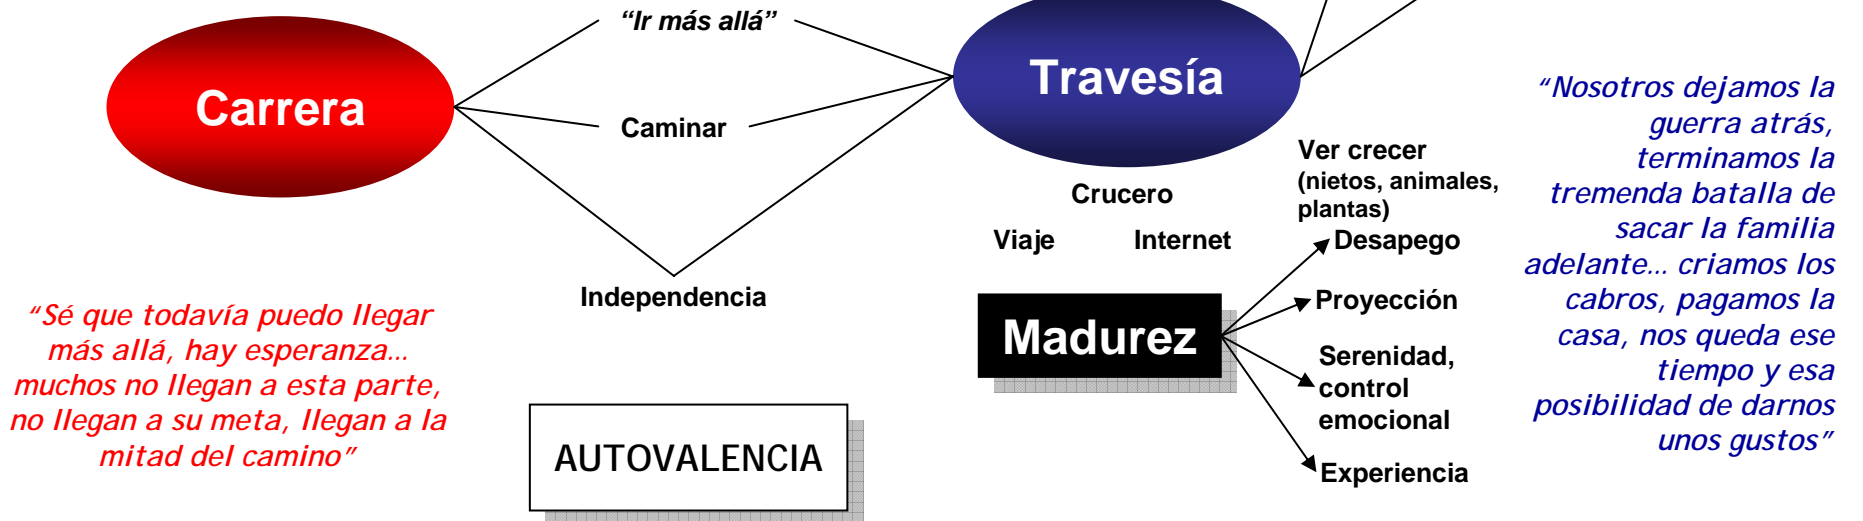 “Ir más allá”
Carrera
Travesía
Caminar
Independencia
“Sé que todavía puedo llegar
más allá, hay esperanza...
muchos no llegan a esta parte,
no llegan a su meta, llegan a la
mitad del camino”
AUTOVALENCIA
Crucero
Viaje
Internet
Madurez
Ver crecer
(nietos, animales,
plantas)
Desapego
Proyección
Serenidad,
control
emocional
Experiencia
“Nosotros dejamos la
guerra atrás,
terminamos la
tremenda batalla de
sacar la familia
adelante... criamos los
cabros, pagamos la
casa, nos queda ese
tiempo y esa
posibilidad de darnos
unos gustos”